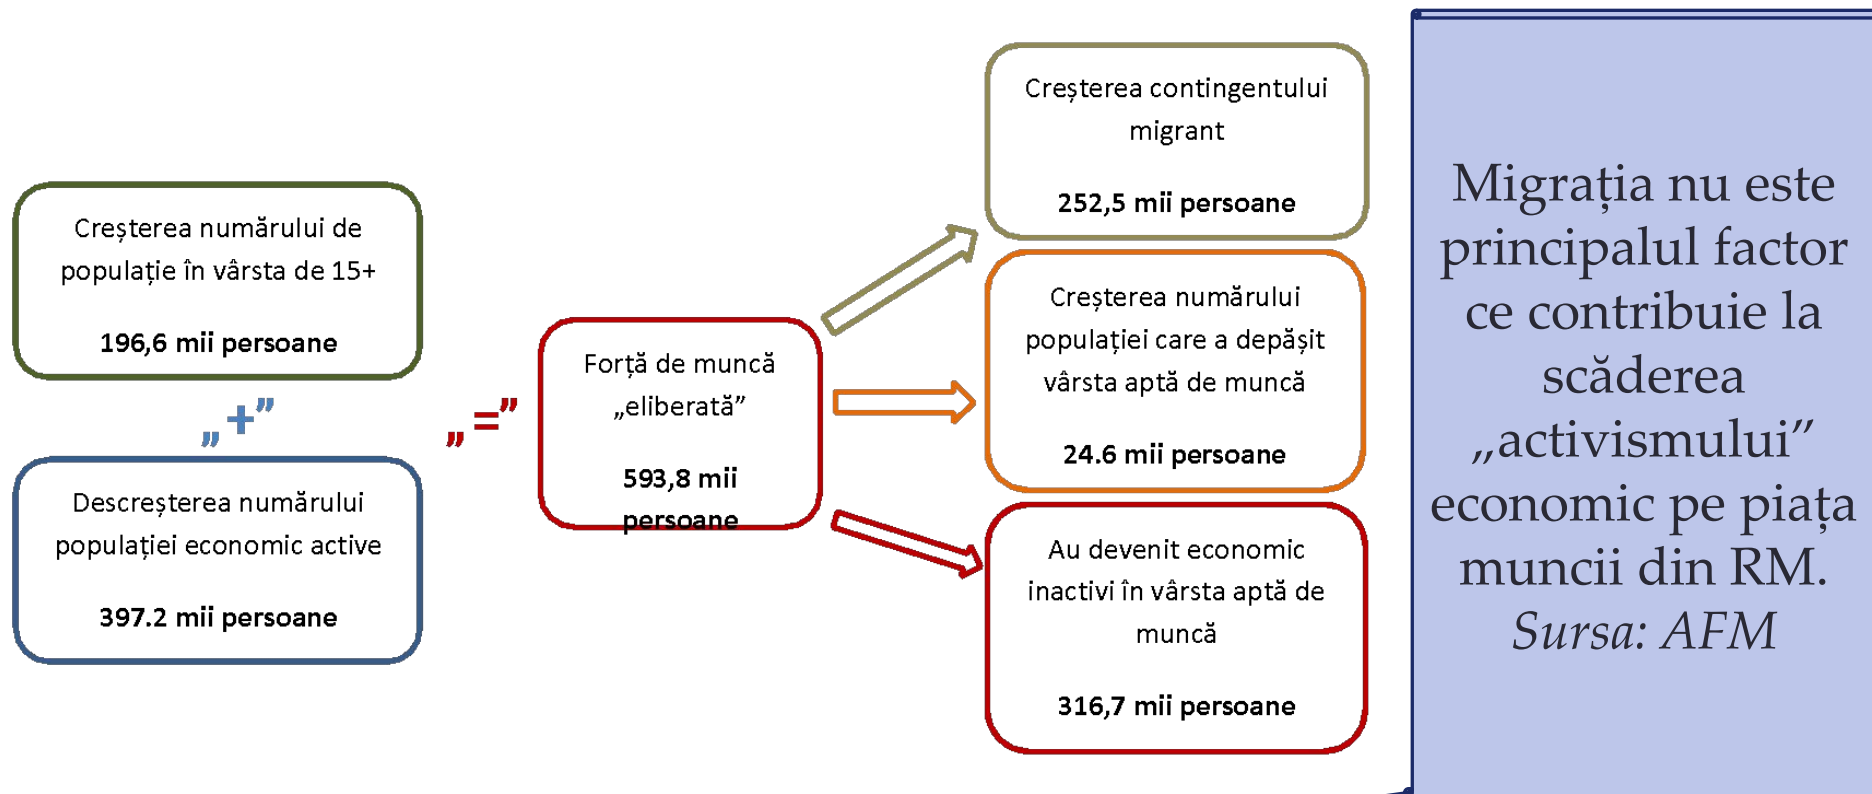 Creșterea numărului de
populație în vârsta de 15+
196,6 mii persoane
„+”
Descreșterea numărului
populației economic active
397.2 mii persoane
„=”
Forță de muncă
„eliberată”
593,8 mii
persoane
Creșterea contingentului
migrant
252,5 mii persoane
Creșterea numărului
populației care a depășit
vârsta aptă de muncă
24.6 mii persoane
Au devenit economic
inactivi în vârsta aptă de
muncă
316,7 mii persoane
Migrația nu este
principalul factor
ce contribuie la
scăderea
„activismului”
economic pe piața
muncii din RM.
Sursa: AFM